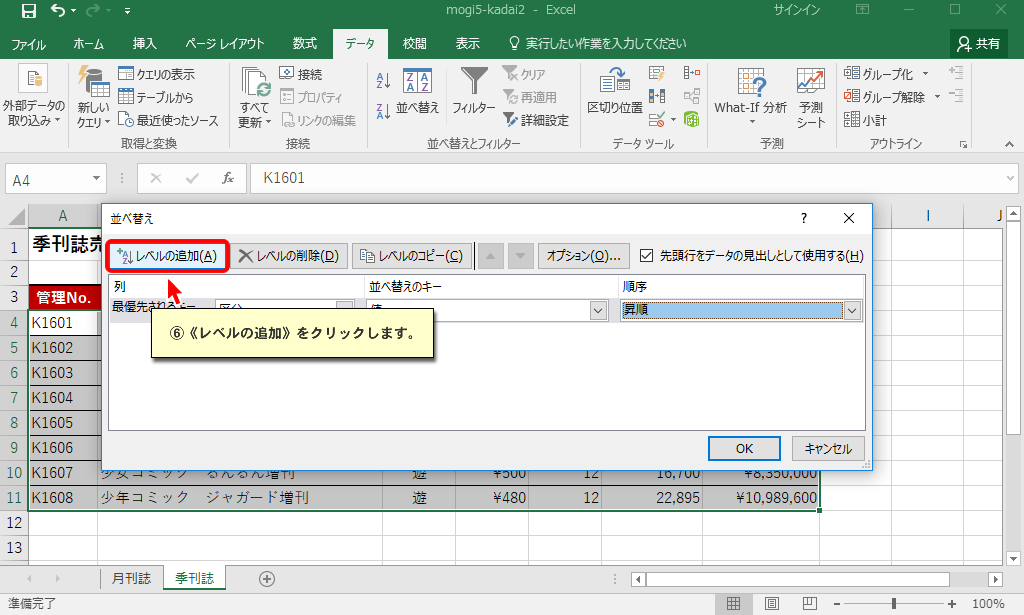 mogi5-kadai2 - Excel
サインイン
ファイル ホーム 挿入 ページ レイアウト 数式 データ 校閲 表示 実行したい作業を入力してください 共有
外部データの取り込み
新しいクエリ
クエリの表示
テーブルから
最近使ったソース
取得と変換
すべて更新
接続
プロパティ
リンクの編集
接続
並べ替え
フィルター
クリア
再適用
詳細設定
並べ替えとフィルター
区切り位置
データ ツール
What-If 分析
予測シート
予測
グループ化
グループ解除
小計
アウトライン
A4
K1601
A I J
1 季刊誌売
2
3 管理No.
並べ替え ?
レベルの追加(A) レベルの削除(D) レベルのコピー(C) オプション(O)... 先頭行をデータの見出しとして使用する(H)
列 並べ替えのキー 順序
最優先されるキー 区分 値 昇順
⑥《レベルの追加》をクリックします。
OK キャンセル
4 K1601
5 K1602
6 K1603
7 K1604
8 K1605
9 K1606
10 K1607 少女コミック るんるん増刊 遊 ¥500 12 16,700 ¥8,350,000
11 K1608 少年コミック ジャガード増刊 遊 ¥480 12 22,895 ¥10,989,600
12
13
月刊誌 季刊誌
準備完了 100%